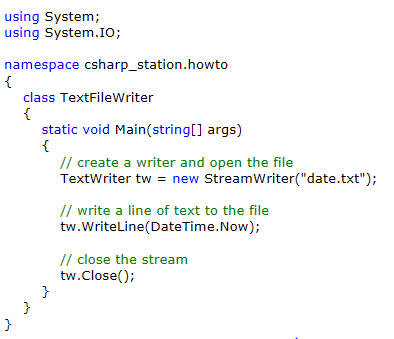 using System;
using System.IO;
namespace csharp_station.howto
{
class TextFileWriter
{
static void Main(string[] args)
{
// create a writer and open the file
TextWriter tw = new StreamWriter("date.txt");
// write a line of text to the file
tw.WriteLine(DateTime.Now);
// close the stream
tw.Close();
}
}
}